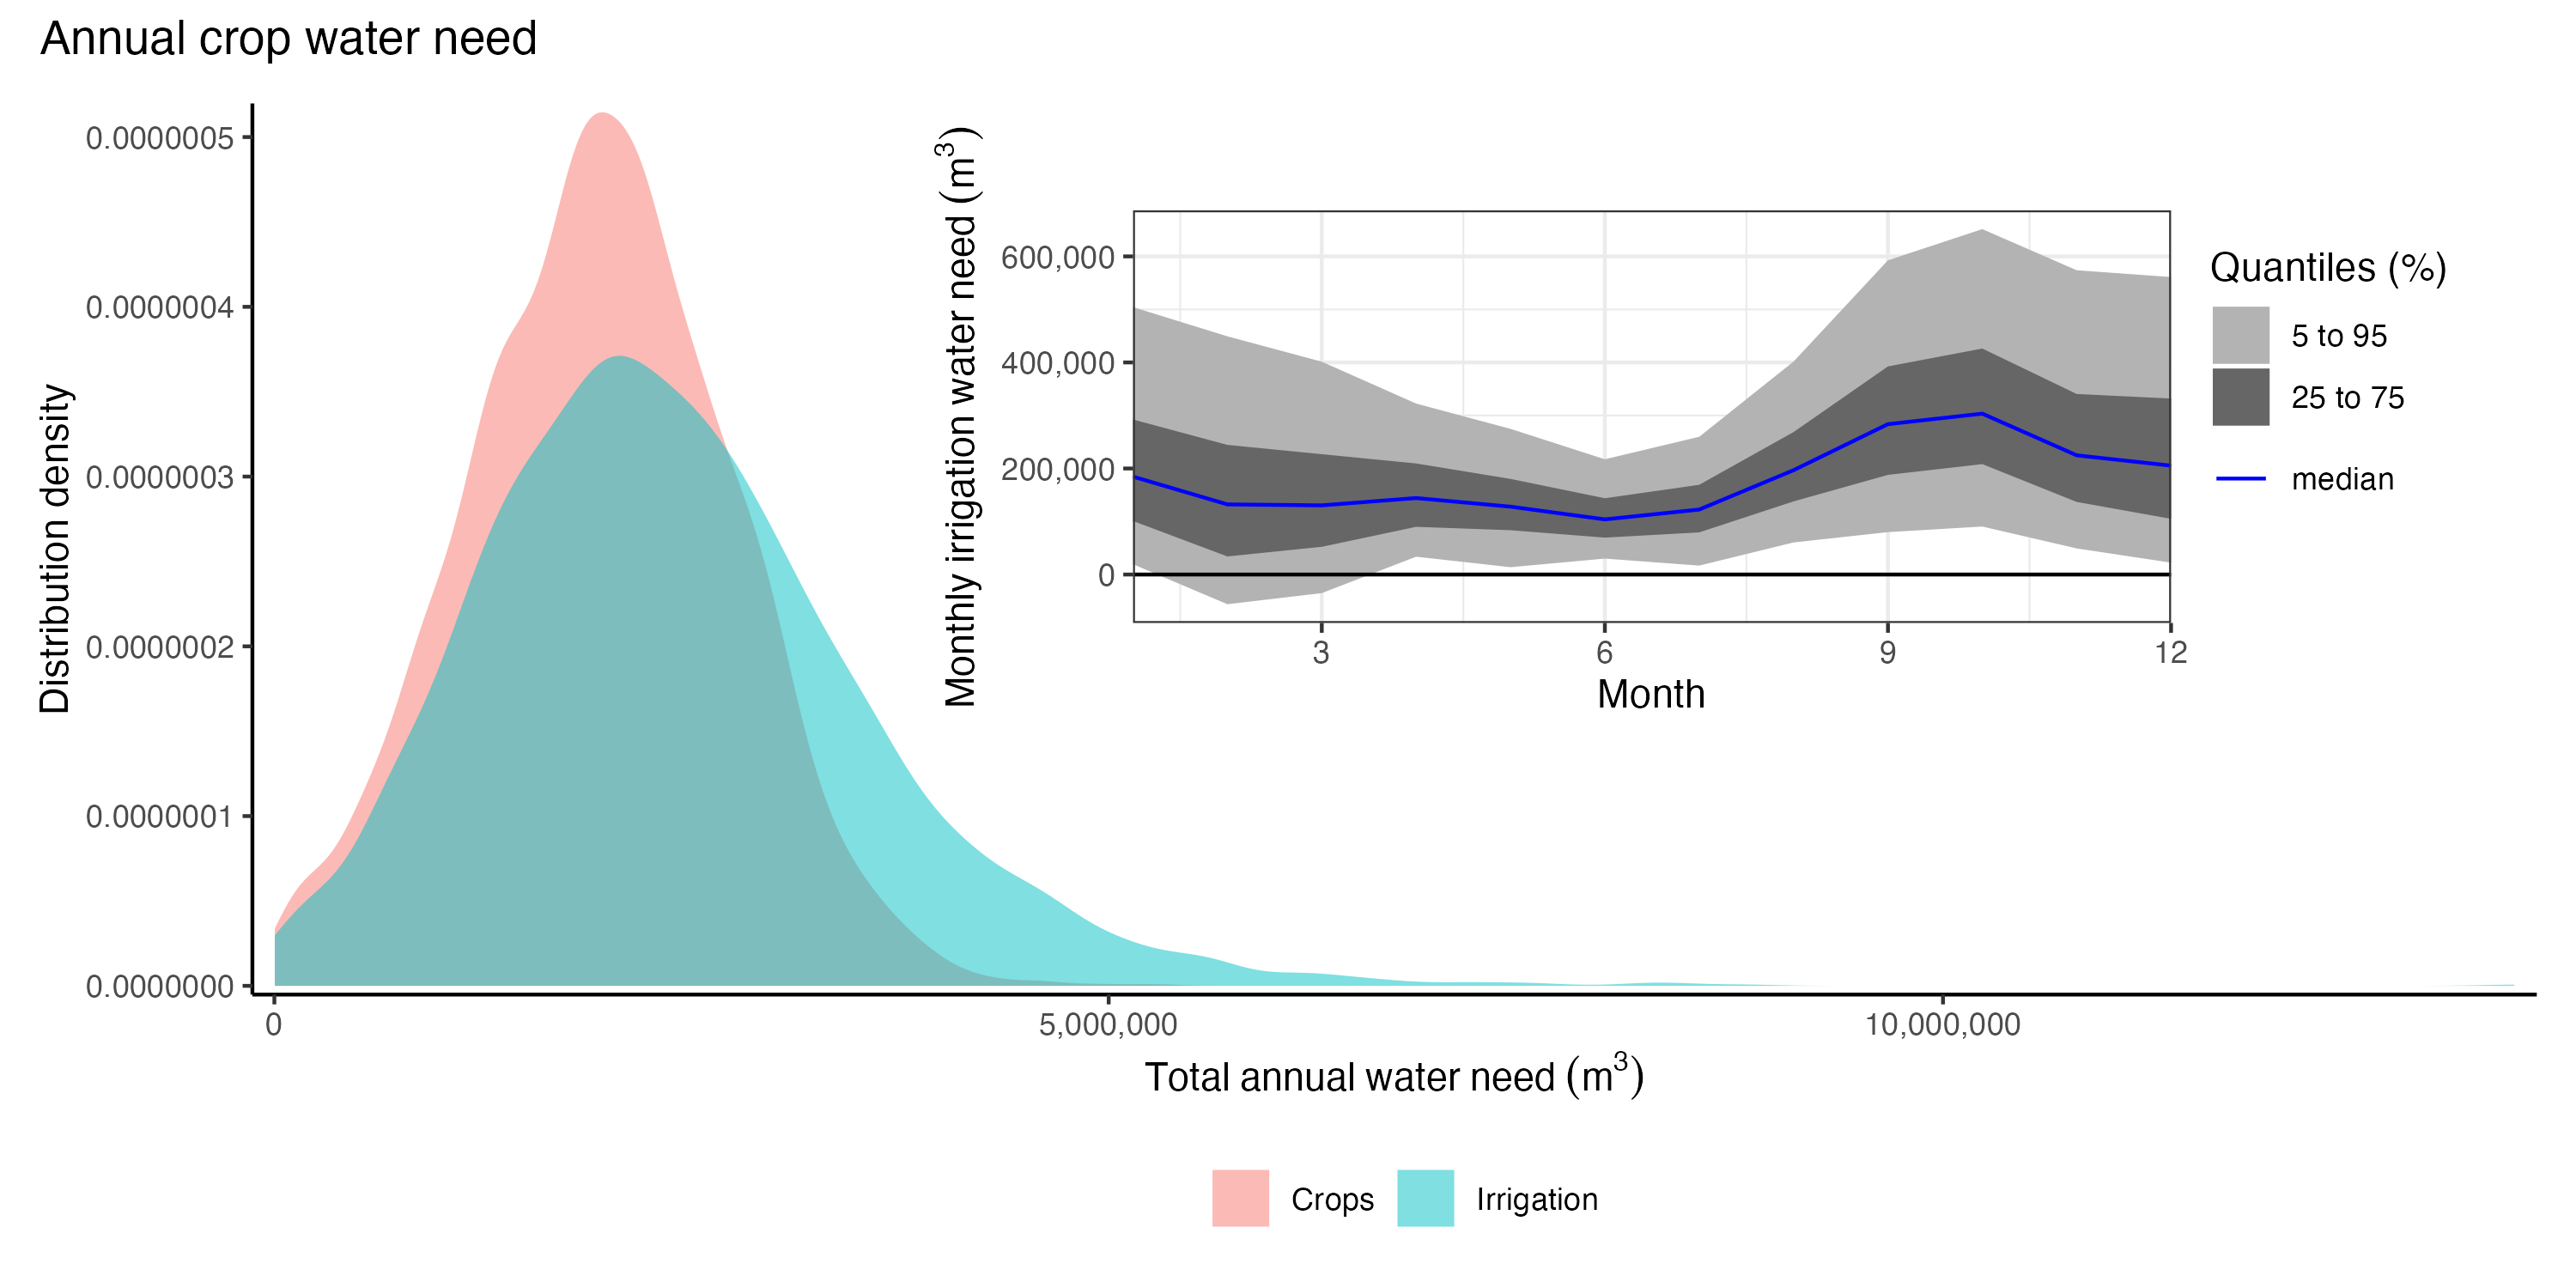 Annual crop water need
Distribution density
0.0000005
0.0000004
0.0000003
0.0000002
0.0000001
0.0000000
0
5,000,000
10,000,000
Total annual water need (m³)
Monthly irrigation water need (m³)
600,000
400,000
200,000
0
3
6
9
12
Month
Quantiles (%)
5 to 95
25 to 75
median
Crops
Irrigation